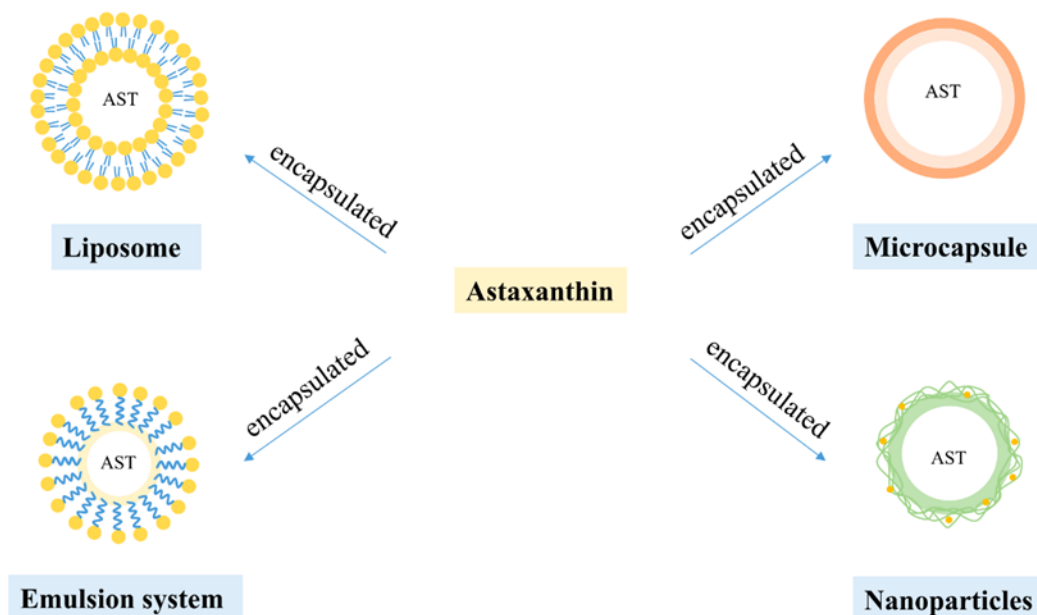 AST
AST
encapsulated
encapsulated
Liposome
Microcapsule
Astaxanthin
encapsulated
encapsulated
AST
AST
Emulsion system
Nanoparticles